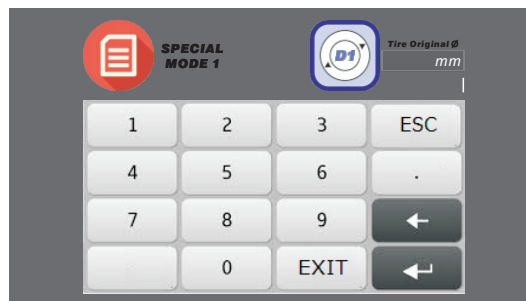 SPECIAL
MODE 1
D1
Tire Original Ø
mm
1 2 3 ESC
4 5 6 .
7 8 9
0 EXIT